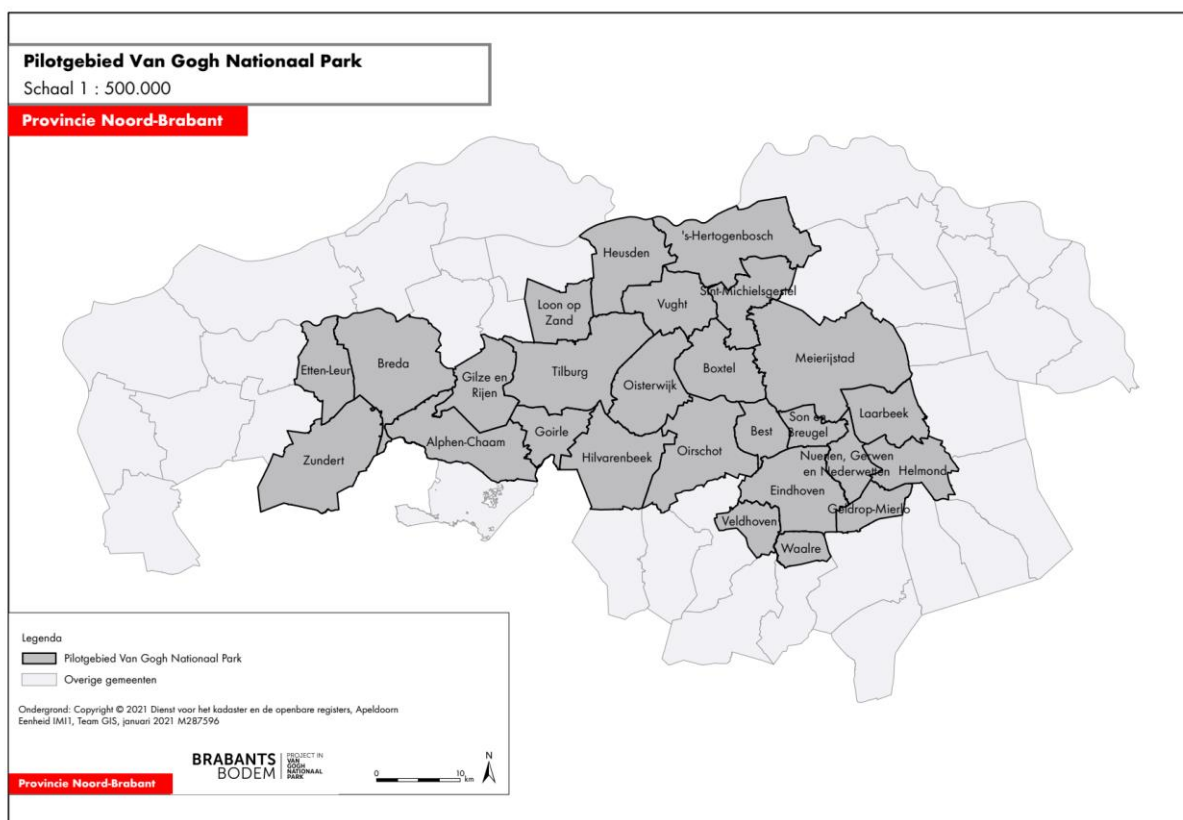 Pilotgebied Van Gogh Nationaal Park
Schaal 1 : 500.000
Provincie Noord-Brabant
's-Hertogenbosch
Heusden
Sint-Michielsgestel
Loon op
Zand
Vught
Meierijstad
Etten-Leur
Breda
Gilze en
Rijen
Tilburg
Oisterwijk
Boxtel
Laarbeek
Son en
Breugel
Best
Goirle
Alphen-Chaam
Zundert
Hilvarenbeek
Oirschot
Nuenen, Gerwen
en Nederwetten
Helmond
Eindhoven
Geldrop-Mierlo
Veldhoven
Waalre
Legenda
Pilotgebied Van Gogh Nationaal Park
Overige gemeenten
Ondergrond: Copyright © 2021 Dienst voor het kadaster en de openbare registers, Apeldoorn
Eenheid IMI1, Team GIS, januari 2021 M287596
BRABANTS
BODEM
PROJECT IN
VAN
GOGH
NATIONAAL
PARK
0 10
km
N
Provincie Noord-Brabant